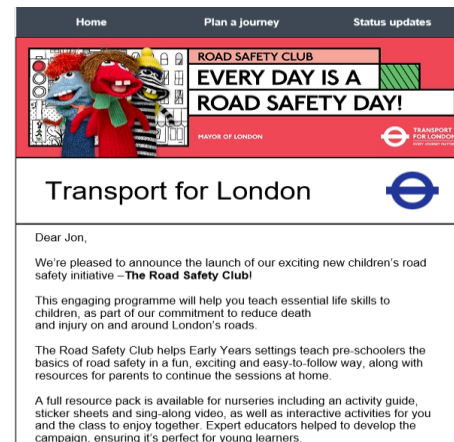 Home Plan a journey Status updates
ROAD SAFETY CLUB
EVERY DAY IS A
ROAD SAFETY DAY!
MAYOR OF LONDON
TRANSPORT
FOR LONDON
EVERY JOURNEY MATTERS
Transport for London
Dear Jon,
We're pleased to announce the launch of our exciting new children's road
safety initiative –The Road Safety Club!
This engaging programme will help you teach essential life skills to
children, as part of our commitment to reduce death
and injury on and around London's roads.
The Road Safety Club helps Early Years settings teach pre-schoolers the
basics of road safety in a fun, exciting and easy-to-follow way, along with
resources for parents to continue the sessions at home.
A full resource pack is available for nurseries including an activity guide,
sticker sheets and sing-along video, as well as interactive activities for you
and the class to enjoy together. Expert educators helped to develop the
campaign, ensuring it's perfect for young learners.